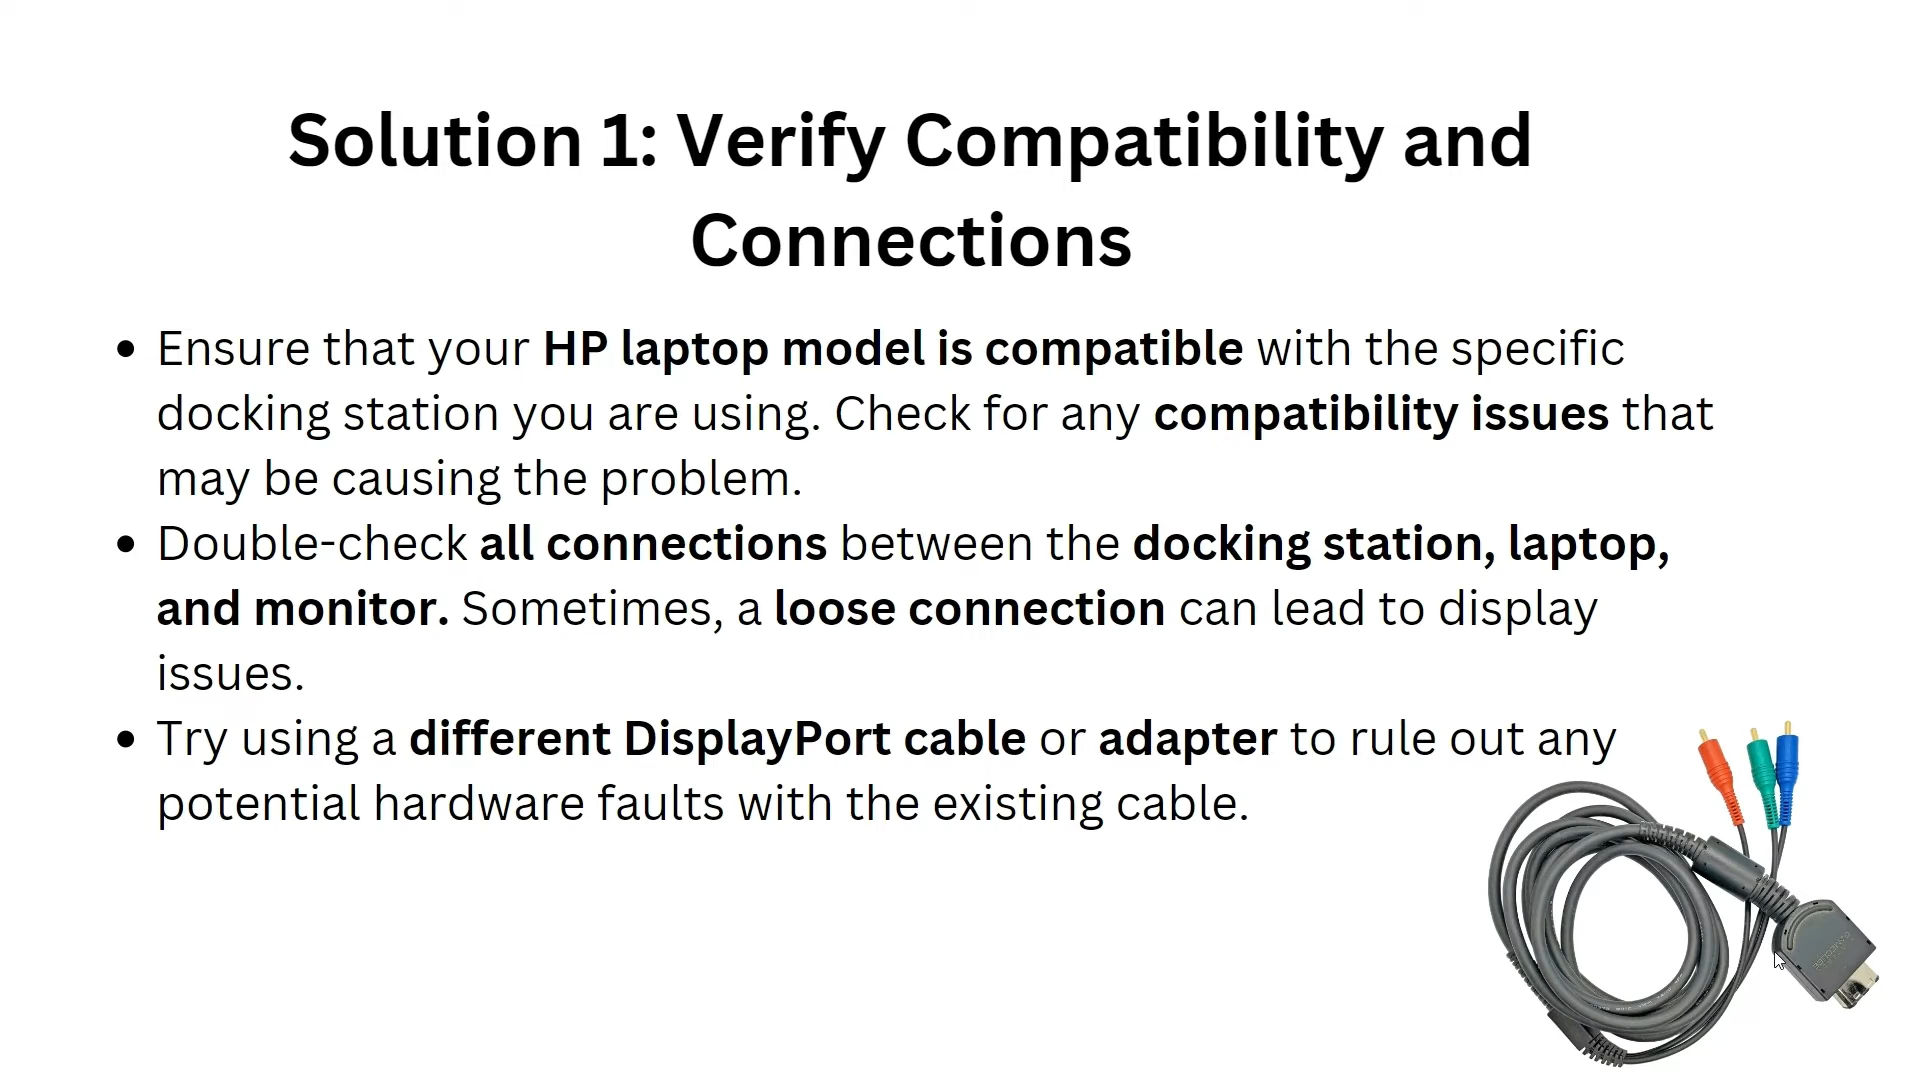 Solution 1: Verify Compatibility and
Connections
• Ensure that your HP laptop model is compatible with the specific
docking station you are using. Check for any compatibility issues that
may be causing the problem.
• Double-check all connections between the docking station, laptop,
and monitor. Sometimes, a loose connection can lead to display
issues.
• Try using a different DisplayPort cable or adapter to rule out any
potential hardware faults with the existing cable.